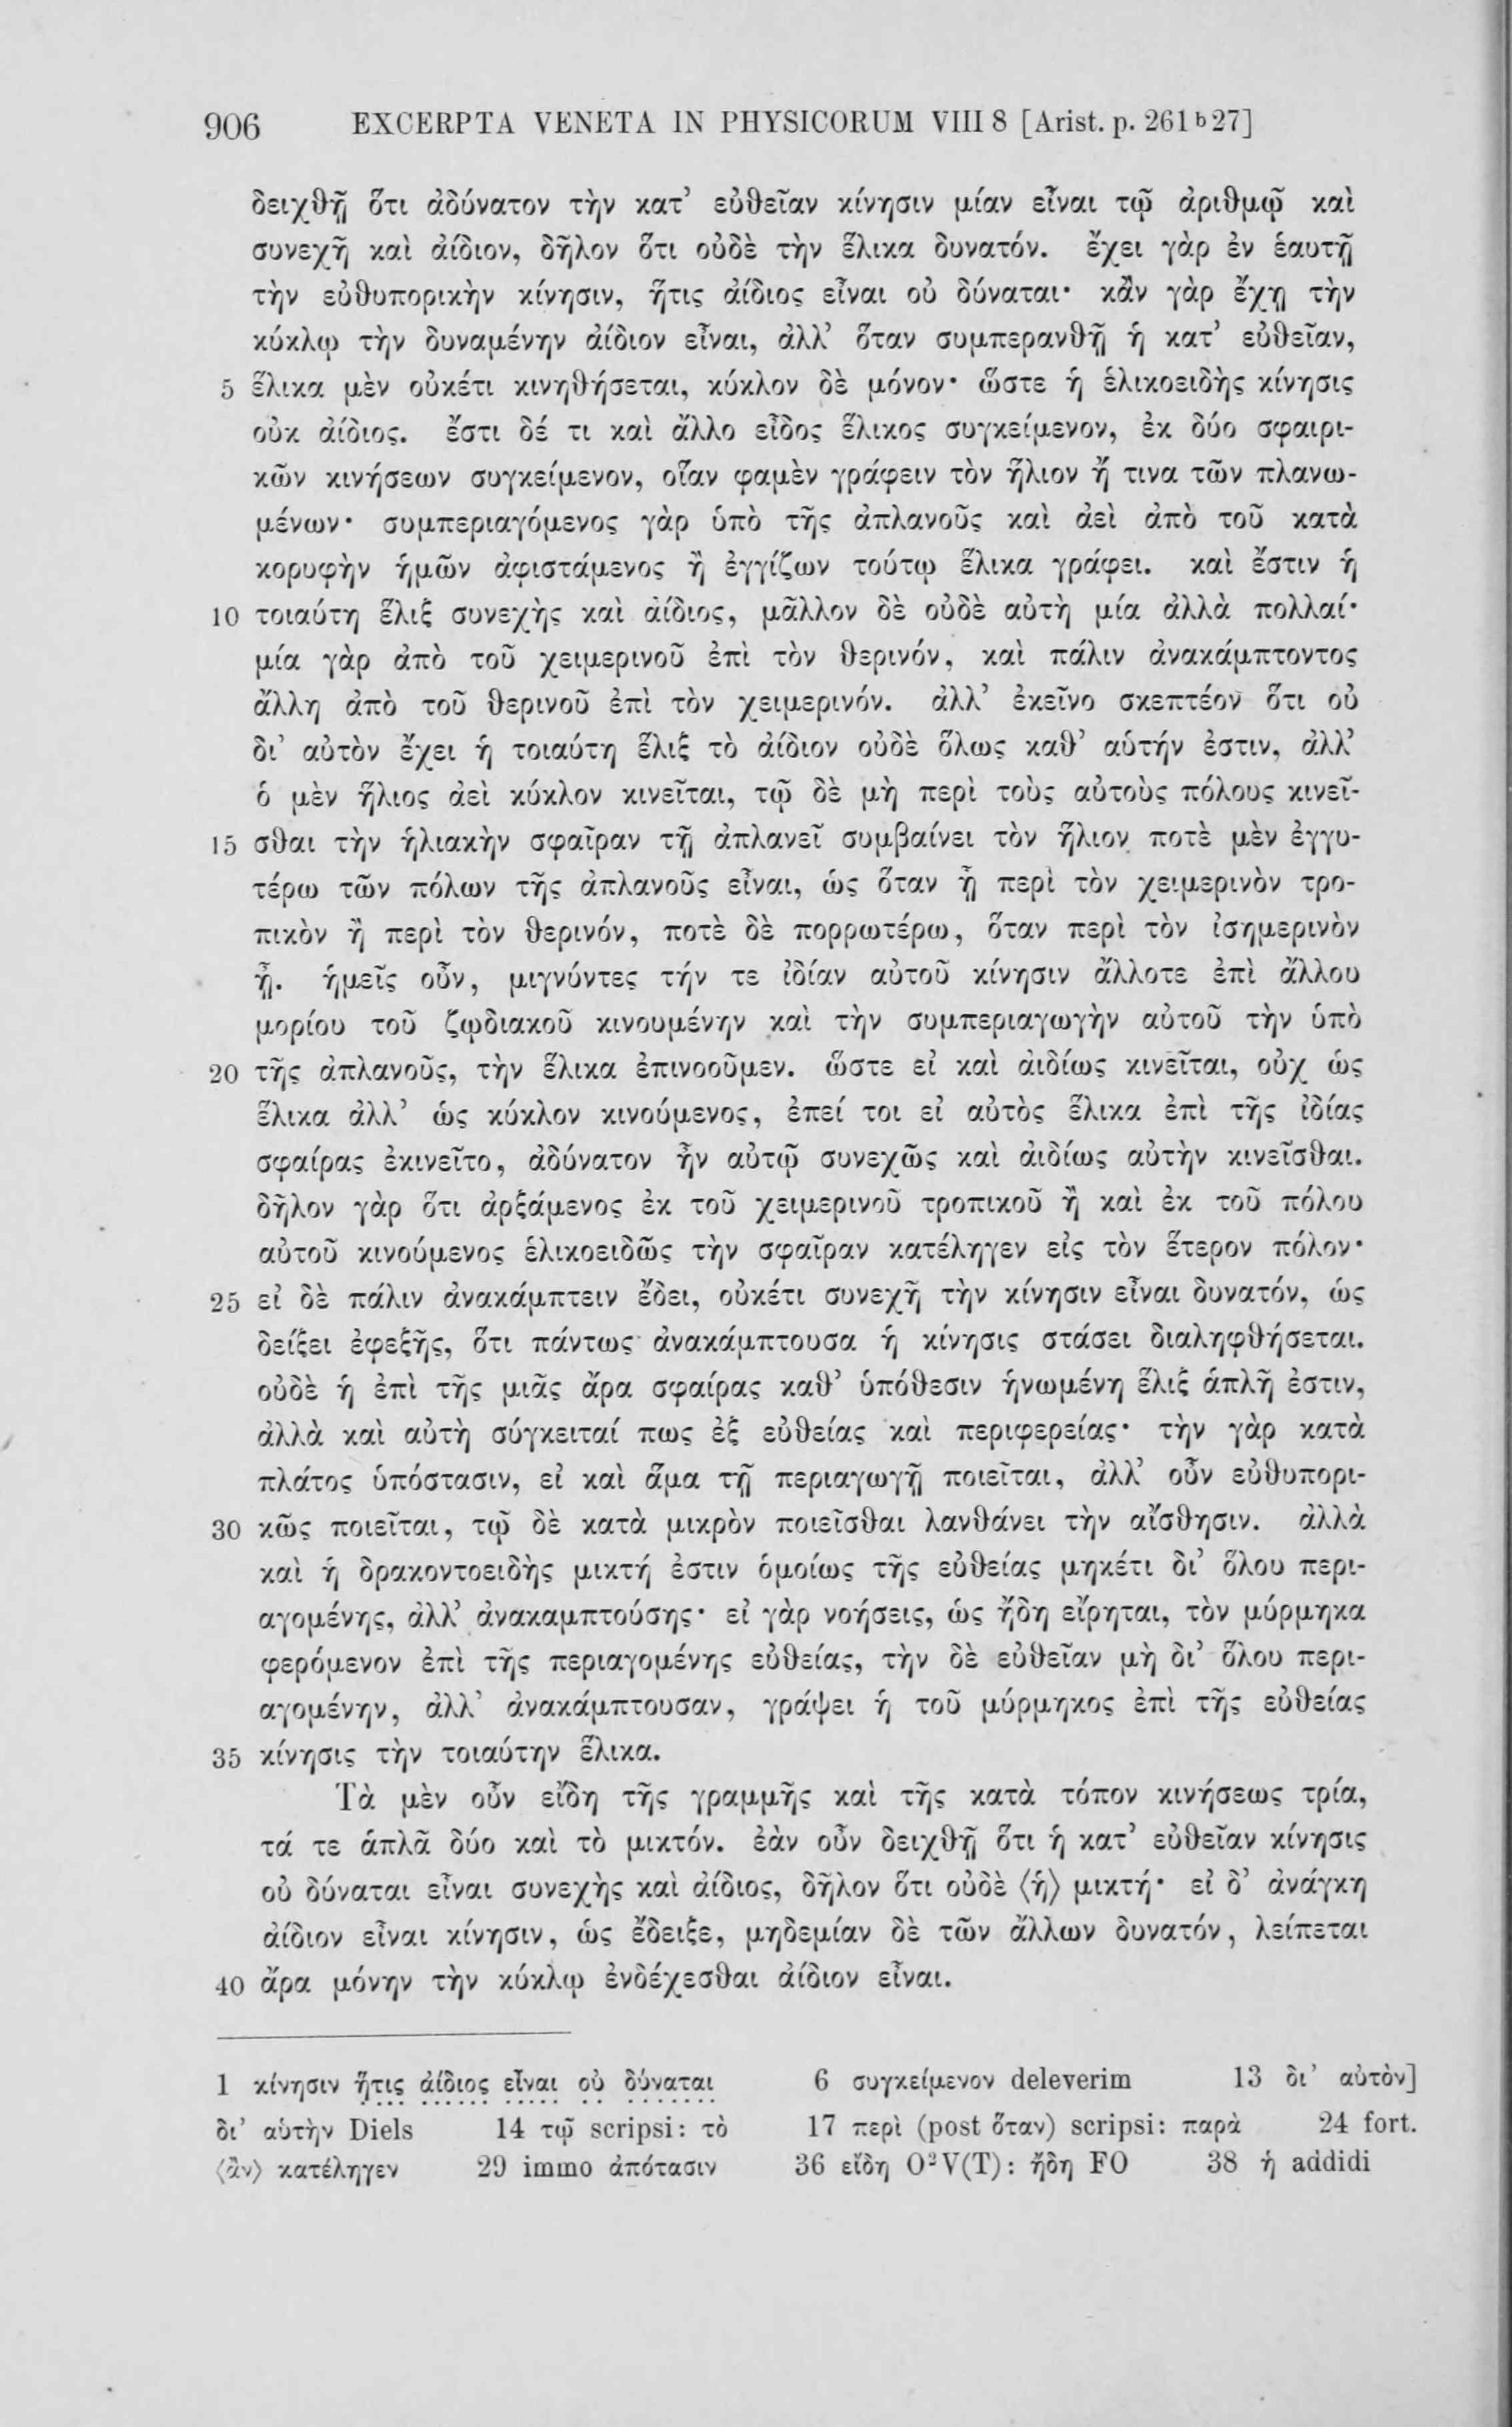 906 EXCERPTA VENETA IN PHYSICORUM VIII 8 [Arist. p. 261 b 27]
δειχθῇ ὅτι ἀδύνατον τὴν κατ’ εὐθεῖαν κίνησιν μίαν εἶναι τῷ ἀριθμῷ καὶ
συνεχῆ καὶ ἀίδιον, δῆλον ὅτι οὐδὲ τὴν ἕλικα δυνατόν. ἔχει γὰρ ἐν ἑαυτῇ
τὴν εὐθυπορικὴν κίνησιν, ἥτις ἀίδιος εἶναι οὐ δύναται· κἂν γὰρ ἔχῃ τὴν
κύκλῳ τὴν δυναμένην ἀίδιον εἶναι, ἀλλ’ ὅταν συμπερανθῇ ἡ κατ’ εὐθεῖαν,
5 ἕλικα μὲν οὐκέτι κινηθήσεται, κύκλον δὲ μόνον· ὥστε ἡ ἑλικοειδὴς κίνησις
οὐκ ἀίδιος. ἔστι δέ τι καὶ ἄλλο εἶδος ἕλικος συγκείμενον, ἐκ δύο σφαιρι-
κῶν κινήσεων συγκείμενον, οἵαν φαμὲν γράφειν τὸν ἥλιον ἤ τινα τῶν πλανω-
μένων· συμπεριαγόμενος γὰρ ὑπὸ τῆς ἀπλανοῦς καὶ ἀεὶ ἀπὸ τοῦ κατὰ
κορυφὴν ἡμῶν ἀφιστάμενος ἢ ἐγγίζων τούτῳ ἕλικα γράφει. καὶ ἔστιν ἡ
10 τοιαύτη ἕλιξ συνεχὴς καὶ ἀίδιος, μᾶλλον δὲ οὐδὲ αὐτὴ μία ἀλλὰ πολλαί·
μία γὰρ ἀπὸ τοῦ χειμερινοῦ ἐπὶ τὸν θερινόν, καὶ πάλιν ἀνακάμπτοντος
ἄλλη ἀπὸ τοῦ θερινοῦ ἐπὶ τὸν χειμερινόν. ἀλλ’ ἐκεῖνο σκεπτέον ὅτι οὐ
δι’ αὐτὸν ἔχει ἡ τοιαύτη ἕλιξ τὸ ἀίδιον οὐδὲ ὅλως καθ’ αὑτήν ἐστιν, ἀλλ’
ὁ μὲν ἥλιος ἀεὶ κύκλον κινεῖται, τῷ δὲ μὴ περὶ τοὺς αὐτοὺς πόλους κινεῖ-
15 σθαι τὴν ἡλιακὴν σφαῖραν τῇ ἀπλανεῖ συμβαίνει τὸν ἥλιον ποτὲ μὲν ἐγγυ-
τέρω τῶν πόλων τῆς ἀπλανοῦς εἶναι, ὡς ὅταν ᾖ περὶ τὸν χειμερινὸν τρο-
πικὸν ἢ περὶ τὸν θερινόν, ποτὲ δὲ πορρωτέρω, ὅταν περὶ τὸν ἰσημερινὸν
ᾖ. ἡμεῖς οὖν, μιγνύντες τήν τε ἰδίαν αὐτοῦ κίνησιν ἄλλοτε ἐπὶ ἄλλου
μορίου τοῦ ζῳδιακοῦ κινουμένην καὶ τὴν συμπεριαγωγὴν αὐτοῦ τὴν ὑπὸ
20 τῆς ἀπλανοῦς, τὴν ἕλικα ἐπινοοῦμεν. ὥστε εἰ καὶ ἀιδίως κινεῖται, οὐχ ὡς
ἕλικα ἀλλ’ ὡς κύκλον κινούμενος, ἐπεί τοι εἰ αὐτὸς ἕλικα ἐπὶ τῆς ἰδίας
σφαίρας ἐκινεῖτο, ἀδύνατον ἦν αὐτῷ συνεχῶς καὶ ἀιδίως αὐτὴν κινεῖσθαι.
δῆλον γὰρ ὅτι ἀρξάμενος ἐκ τοῦ χειμερινοῦ τροπικοῦ ἢ καὶ ἐκ τοῦ πόλου
αὐτοῦ κινούμενος ἑλικοειδῶς τὴν σφαῖραν κατέληγεν εἰς τὸν ἕτερον πόλον·
25 εἰ δὲ πάλιν ἀνακάμπτειν ἔδει, οὐκέτι συνεχῆ τὴν κίνησιν εἶναι δυνατόν, ὡς
δείξει ἐφεξῆς, ὅτι πάντως ἀνακάμπτουσα ἡ κίνησις στάσει διαληφθήσεται.
οὐδὲ ἡ ἐπὶ τῆς μιᾶς ἄρα σφαίρας καθ’ ὑπόθεσιν ἡνωμένη ἕλιξ ἁπλῆ ἐστιν,
ἀλλὰ καὶ αὐτὴ σύγκειταί πως ἐξ εὐθείας καὶ περιφερείας· τὴν γὰρ κατὰ
πλάτος ὑπόστασιν, εἰ καὶ ἅμα τῇ περιαγωγῇ ποιεῖται, ἀλλ’ οὖν εὐθυπορι-
30 κῶς ποιεῖται, τῷ δὲ κατὰ μικρὸν ποιεῖσθαι λανθάνει τὴν αἴσθησιν. ἀλλὰ
καὶ ἡ δρακοντοειδὴς μικτή ἐστιν ὁμοίως τῆς εὐθείας μηκέτι δι’ ὅλου περι-
αγομένης, ἀλλ’ ἀνακαμπτούσης· εἰ γὰρ νοήσεις, ὡς ἤδη εἴρηται, τὸν μύρμηκα
φερόμενον ἐπὶ τῆς περιαγομένης εὐθείας, τὴν δὲ εὐθεῖαν μὴ δι’ ὅλου περι-
αγομένην, ἀλλ’ ἀνακάμπτουσαν, γράψει ἡ τοῦ μύρμηκος ἐπὶ τῆς εὐθείας
35 κίνησις τὴν τοιαύτην ἕλικα.
Τὰ μὲν οὖν εἴδη τῆς γραμμῆς καὶ τῆς κατὰ τόπον κινήσεως τρία,
τά τε ἁπλᾶ δύο καὶ τὸ μικτόν. ἐὰν οὖν δειχθῇ ὅτι ἡ κατ’ εὐθεῖαν κίνησις
οὐ δύναται εἶναι συνεχὴς καὶ ἀίδιος, δῆλον ὅτι οὐδὲ ⟨ἡ⟩ μικτή· εἰ δ’ ἀνάγκη
ἀίδιον εἶναι κίνησιν, ὡς ἔδειξε, μηδεμίαν δὲ τῶν ἄλλων δυνατόν, λείπεται
40 ἄρα μόνην τὴν κύκλῳ ἐνδέχεσθαι ἀίδιον εἶναι.
1 κίνησιν ἥτις ἀίδιος εἶναι οὐ δύναται 6 συγκείμενον deleverim 13 δι’ αὐτὸν]
δι’ αὑτὴν Diels 14 τῷ scripsi: τὸ 17 περὶ (post ὅταν) scripsi: παρὰ 24 fort.
⟨ἂν⟩ κατέληγεν 29 immo ἀπότασιν 36 εἴδη O²V(T): ἤδη FO 38 ἡ addidi